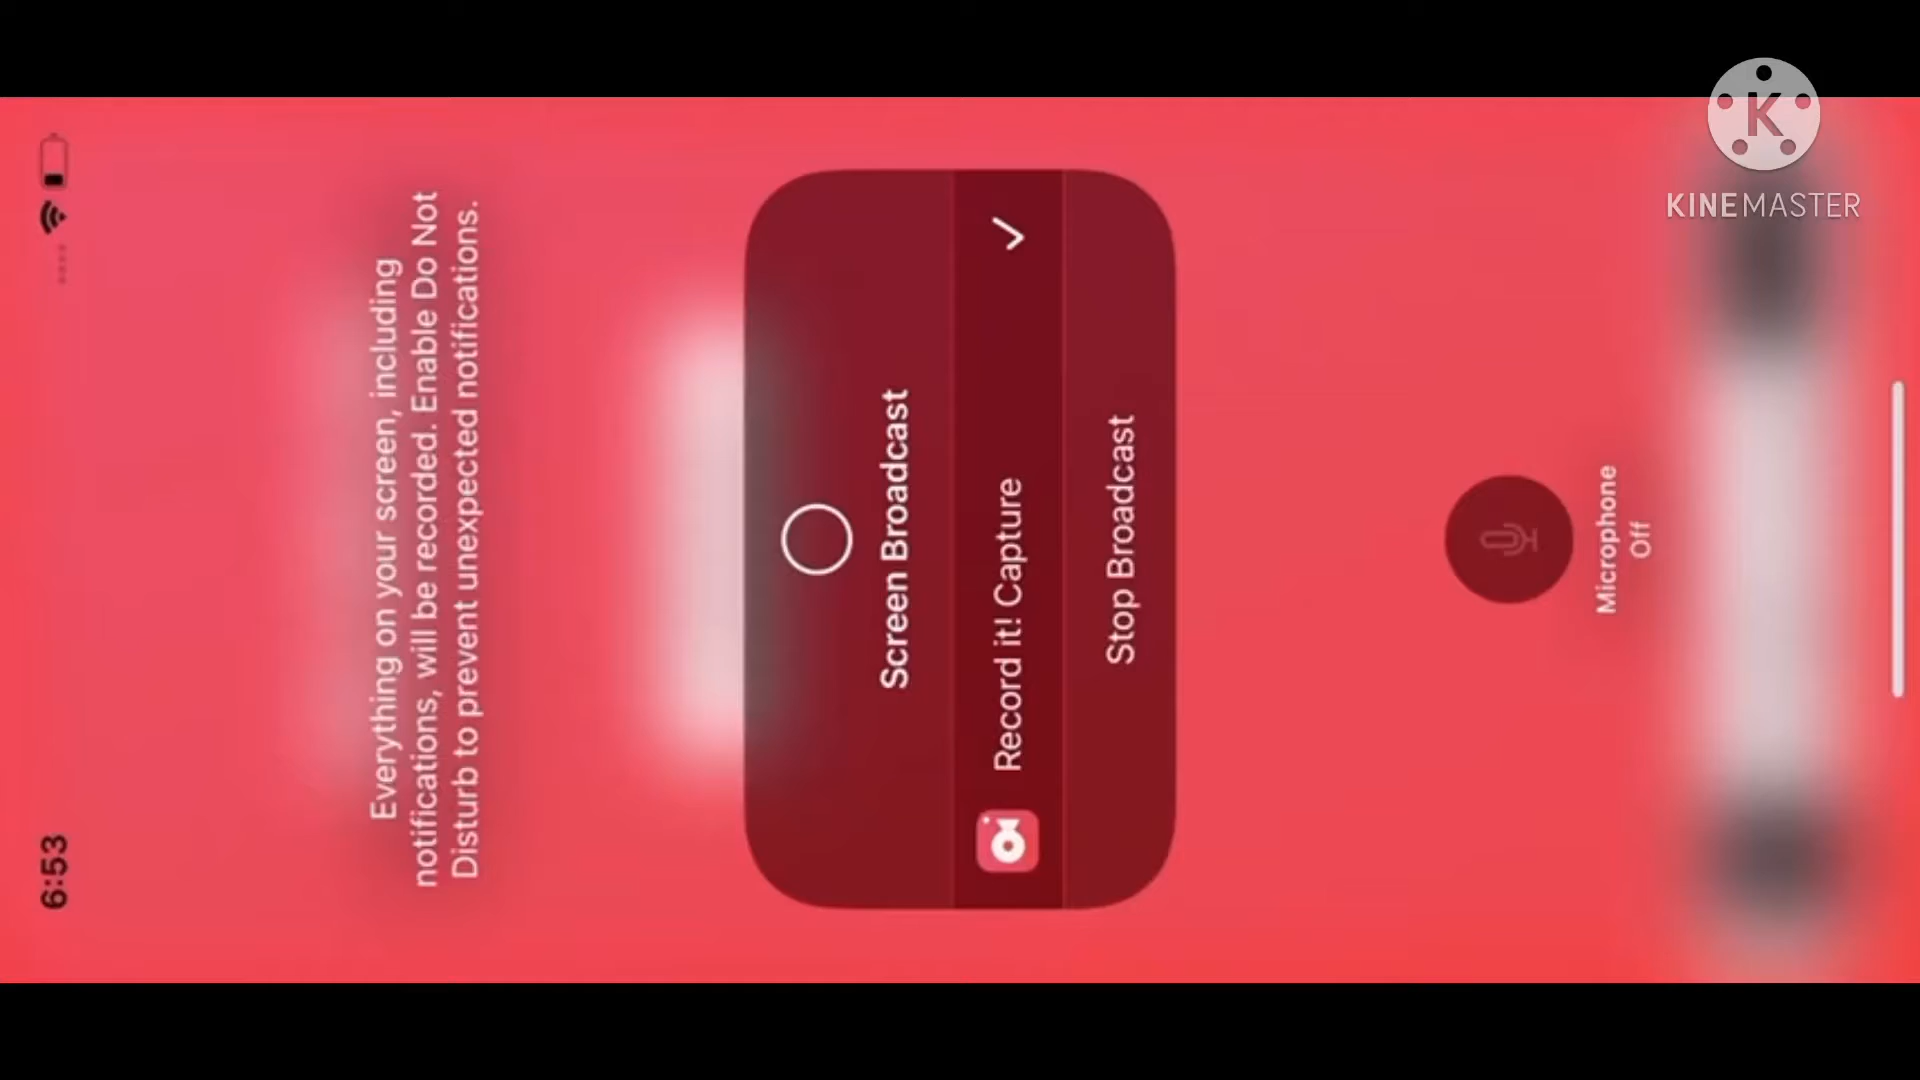 6:53
Everything on your screen, including
notifications, will be recorded. Enable Do Not
Disturb to prevent unexpected notifications.
Screen Broadcast
Record it! Capture
Stop Broadcast
Microphone
Off
K
KINEMASTER